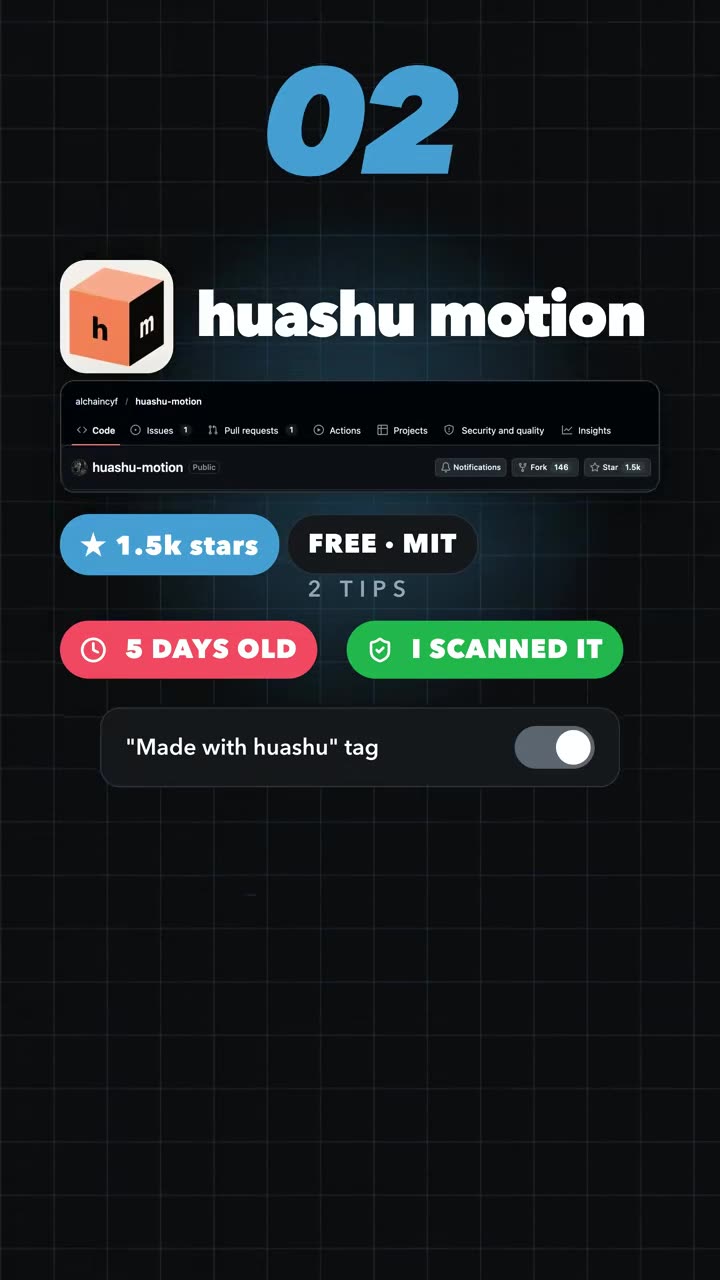 02
h m
huashu motion
alchaincyf / huashu-motion
Code Issues 1 Pull requests 1 Actions Projects Security and quality Insights
huashu-motion Public Notifications Fork 146 Star 1.5k
★ 1.5k stars FREE • MIT
2 TIPS
5 DAYS OLD I SCANNED IT
"Made with huashu" tag